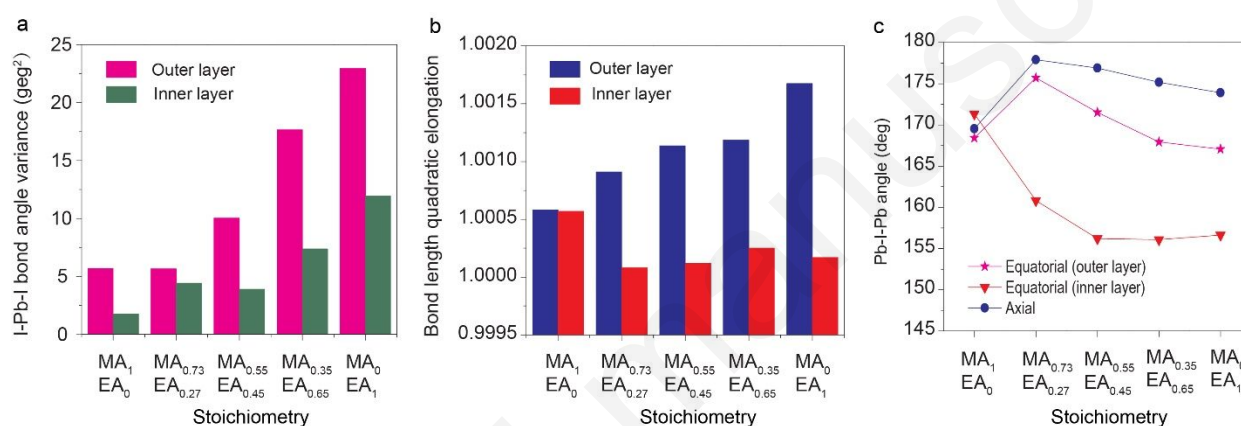 a
I-Pb-I bond angle variance (geg²)
25
20
15
10
5
0
Outer layer
Inner layer
MA₁ MA₀.₇₃ MA₀.₅₅ MA₀.₃₅ MA₀
EA₀ EA₀.₂₇ EA₀.₄₅ EA₀.₆₅ EA₁
Stoichiometry
b
Bond length quadratic elongation
1.0020
1.0015
1.0010
1.0005
1.0000
0.9995
Outer layer
Inner layer
MA₁ MA₀.₇₃ MA₀.₅₅ MA₀.₃₅ MA₀
EA₀ EA₀.₂₇ EA₀.₄₅ EA₀.₆₅ EA₁
Stoichiometry
c
Pb-I-Pb angle (deg)
180
175
170
165
160
155
150
145
Equatorial (outer layer)
Equatorial (inner layer)
Axial
MA₁ MA₀.₇₃ MA₀.₅₅ MA₀.₃₅
EA₀ EA₀.₂₇ EA₀.₄₅ EA₀.₆₅ EA₁
Stoichiometry